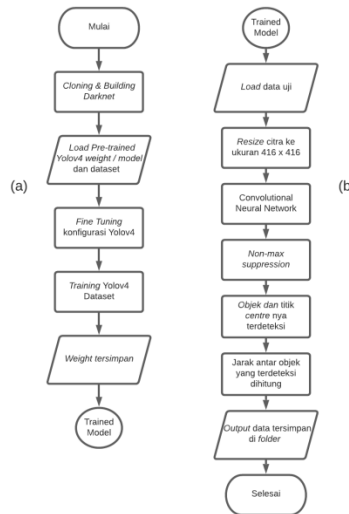 Mulai
Cloning & Building
Darknet
Load Pre-trained
Yolov4 weight / model
dan dataset
(a)
Fine Tuning
konfigurasi Yolov4
Training Yolov4
Dataset
Weight tersimpan
Trained
Model
Trained
Model
Load data uji
Resize citra ke
ukuran 416 x 416
(b
Convolutional
Neural Network
Non-max
suppression
Objek dan titik
centre nya
terdeteksi
Jarak antar objek
yang terdeteksi
dihitung
Output data tersimpan
di folder
Selesai